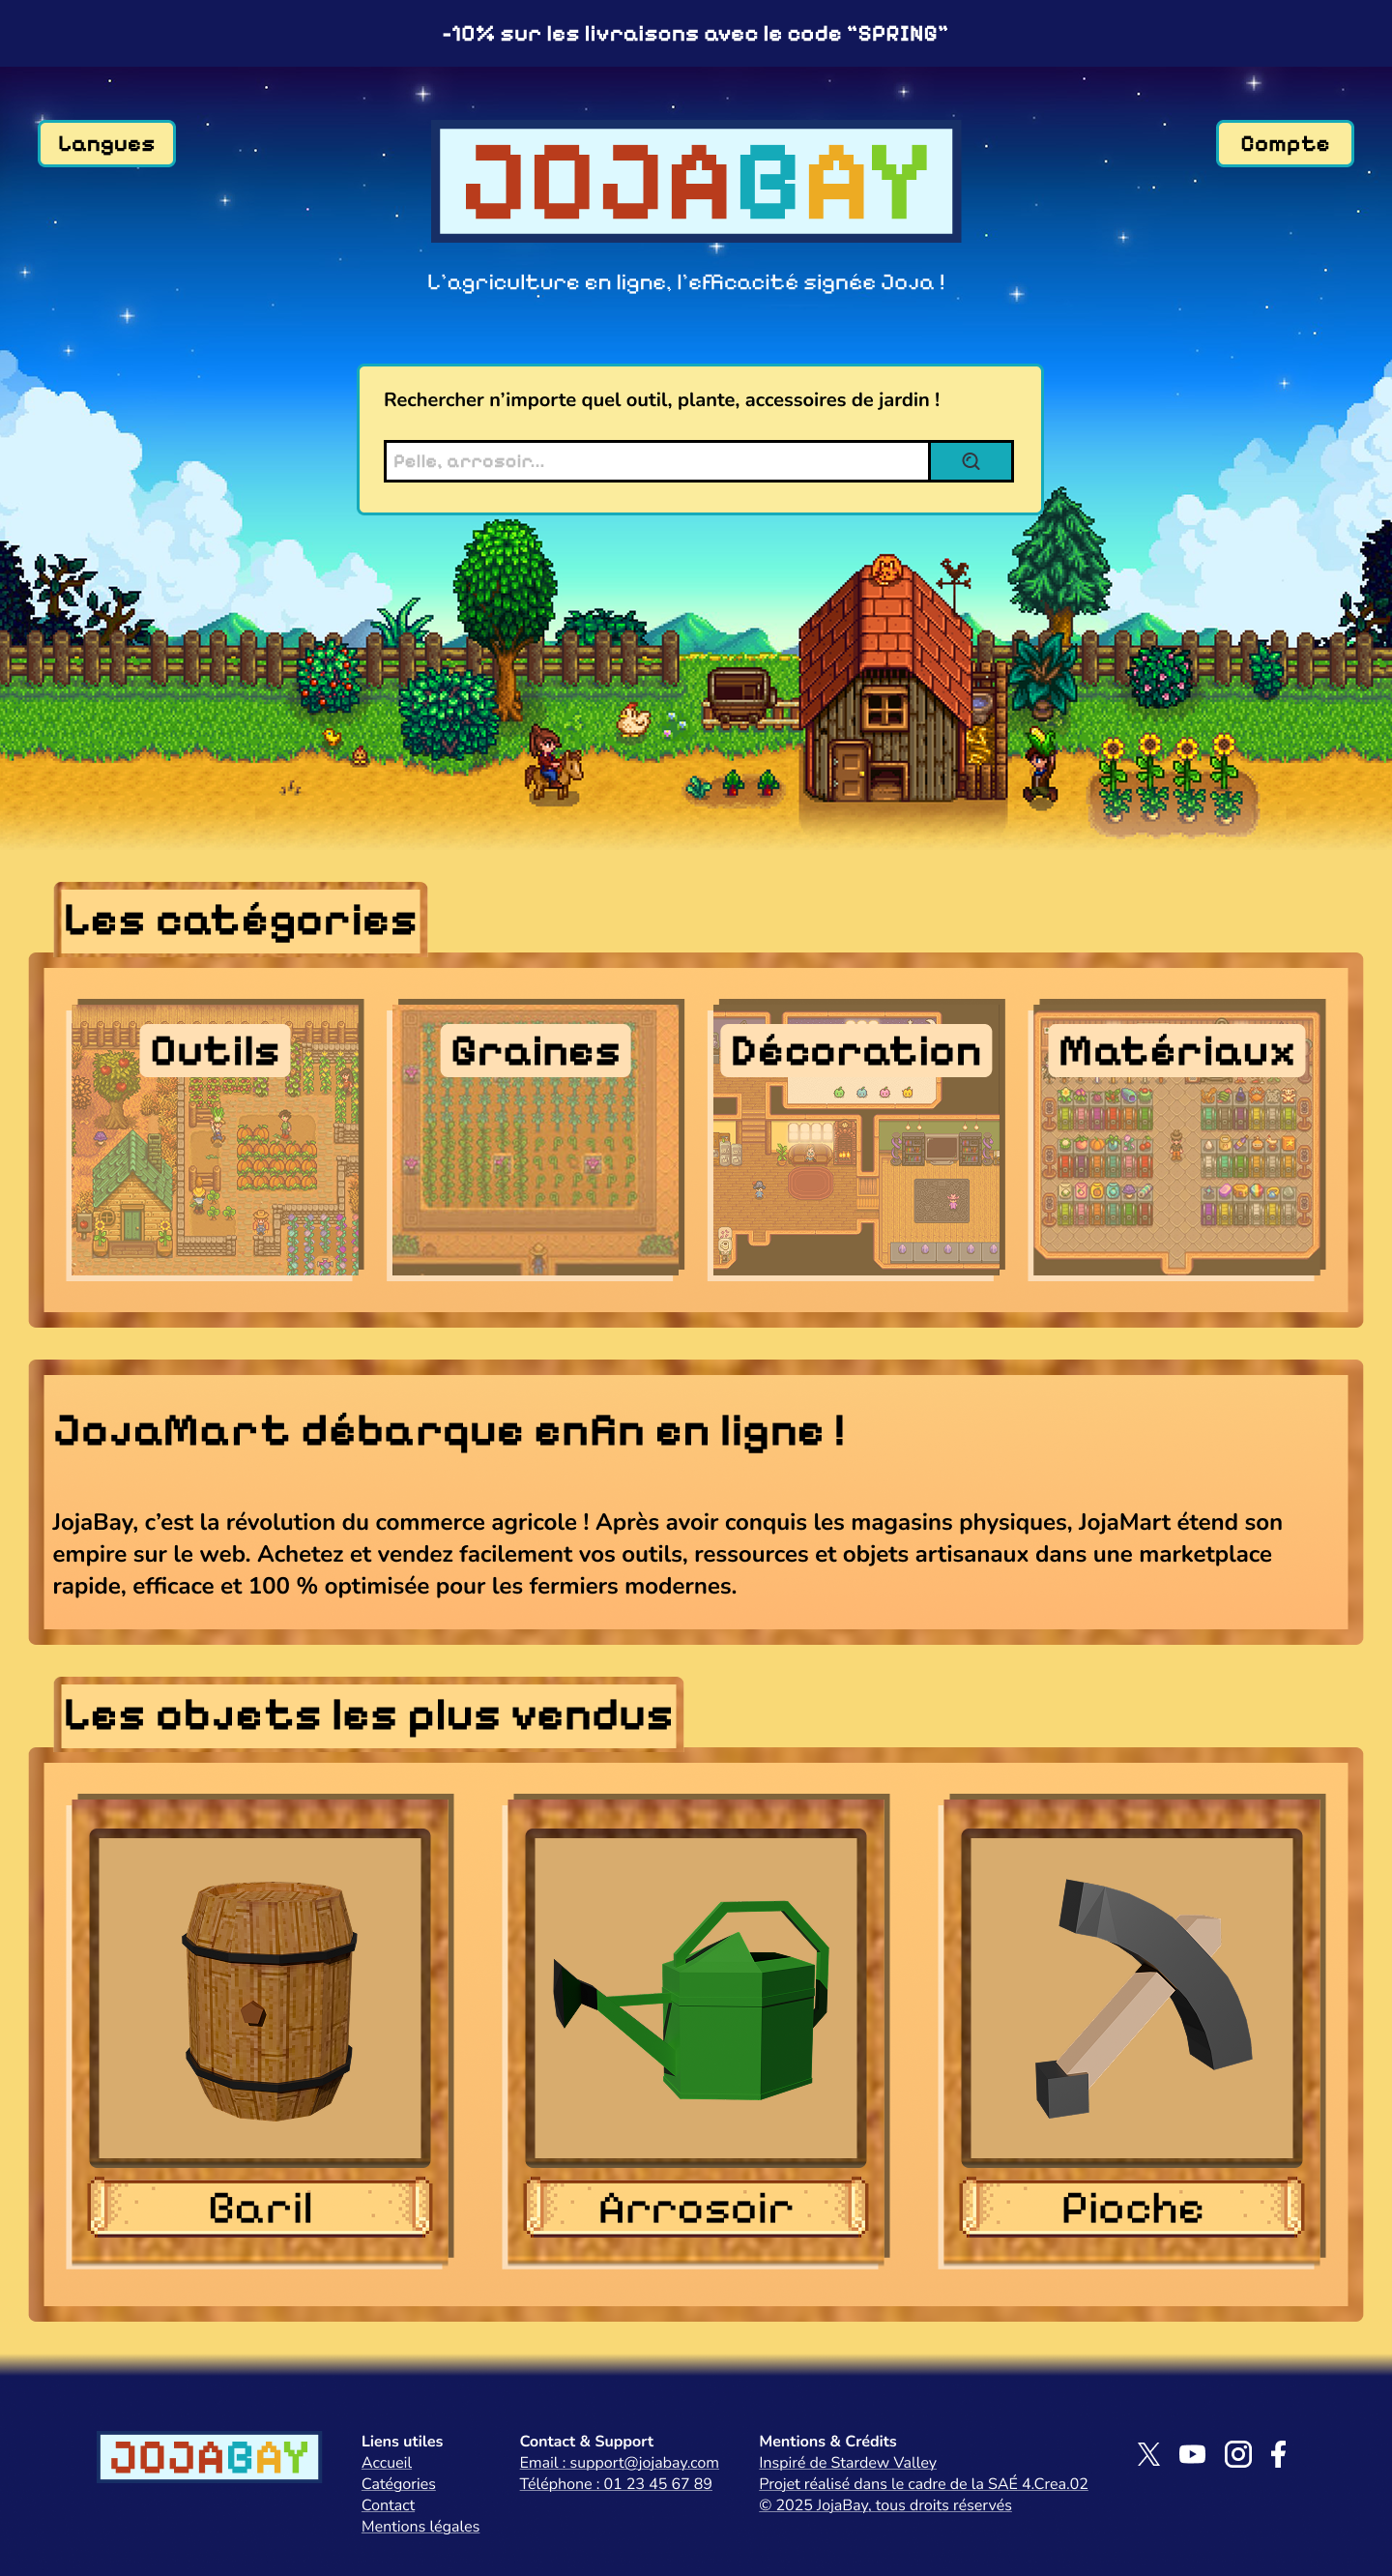 -10% sur les livraisons avec le code “SPRING”
Langues
JOJABAY
Compte
L’agriculture en ligne, l’efficacité signée Joja !
Rechercher n’importe quel outil, plante, accessoires de jardin !
Pelle, arrosoir...
Les catégories
Outils
Graines
Décoration
Matériaux
JojaMart débarque enfin en ligne !
JojaBay, c’est la révolution du commerce agricole ! Après avoir conquis les magasins physiques, JojaMart étend son
empire sur le web. Achetez et vendez facilement vos outils, ressources et objets artisanaux dans une marketplace
rapide, efficace et 100 % optimisée pour les fermiers modernes.
Les objets les plus vendus
Baril
Arrosoir
Pioche
JOJABAY
Liens utiles
Accueil
Catégories
Contact
Mentions légales
Contact & Support
Email : support@jojabay.com
Téléphone : 01 23 45 67 89
Mentions & Crédits
Inspiré de Stardew Valley
Projet réalisé dans le cadre de la SAÉ 4.Crea.02
© 2025 JojaBay, tous droits réservés